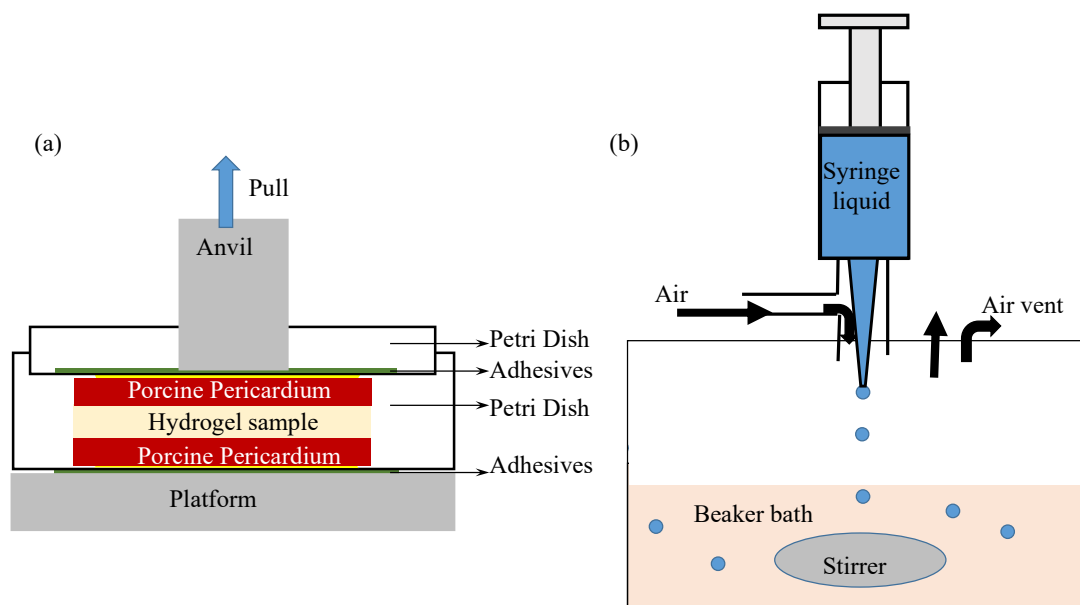 (a)
Pull
Anvil
Petri Dish
Adhesives
Porcine Pericardium
Petri Dish
Hydrogel sample
Porcine Pericardium
Adhesives
Platform
(b)
Syringe
liquid
Air
Air vent
Beaker bath
Stirrer